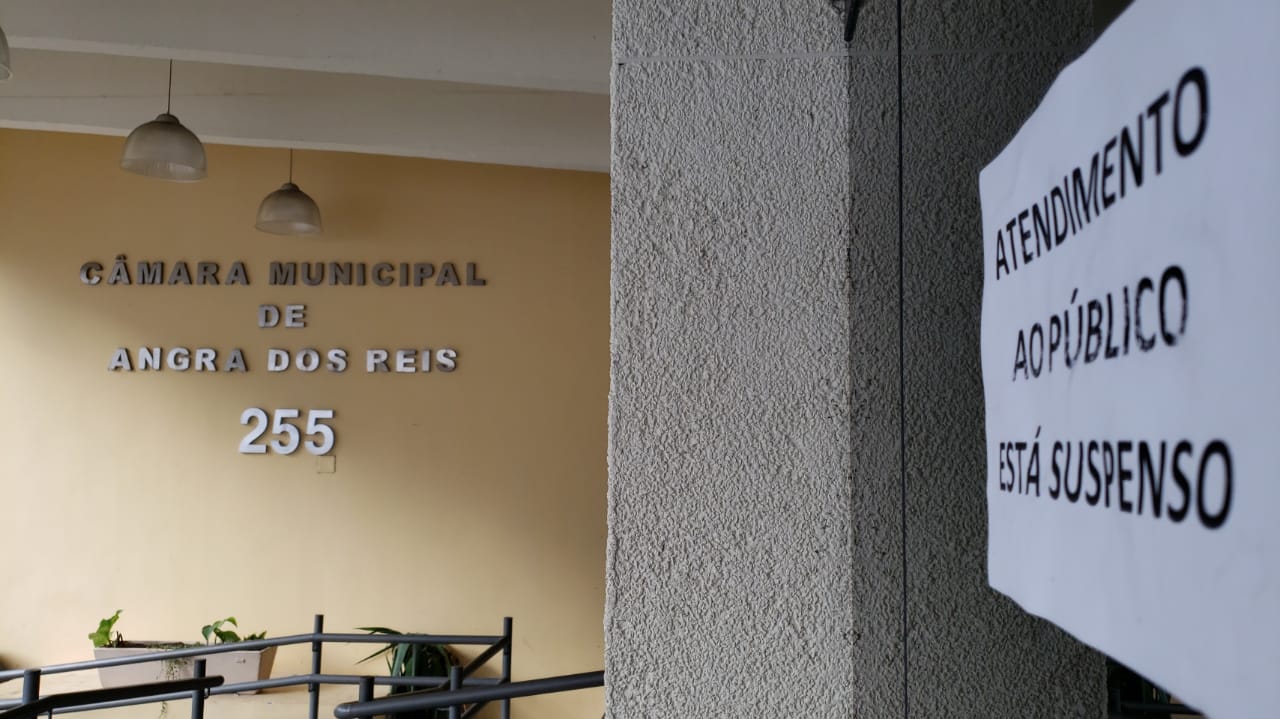 CÂMARA MUNICIPAL
DE
ANGRA DOS REIS
255
ATENDIMENTO
AO PÚBLICO
ESTÁ SUSPENSO